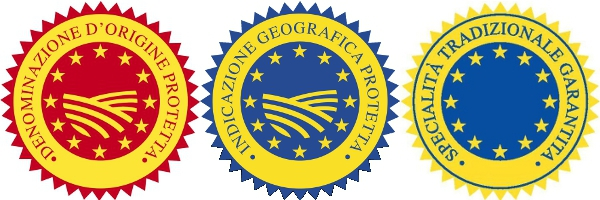 DENOMINAZIONE D'ORIGINE PROTETTA
INDICAZIONE GEOGRAFICA PROTETTA
SPECIALITÀ TRADIZIONALE GARANTITA